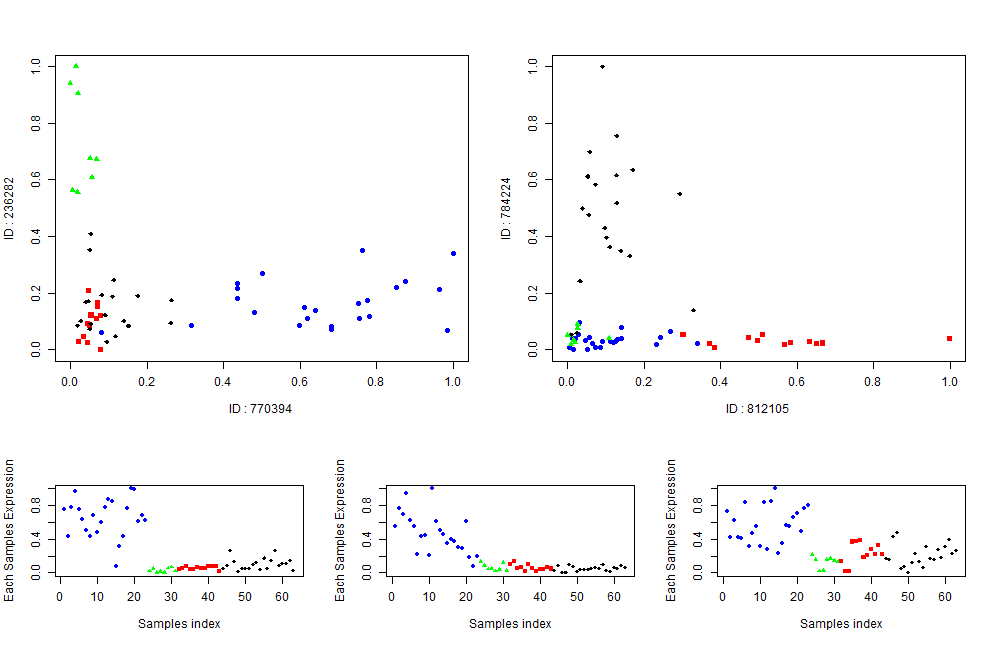 ID : 236282
0.0 0.2 0.4 0.6 0.8 1.0
0.0 0.2 0.4 0.6 0.8 1.0
ID : 770394
ID : 784224
0.0 0.2 0.4 0.6 0.8 1.0
0.0 0.2 0.4 0.6 0.8 1.0
ID : 812105
Each Samples Expression
0.0 0.4 0.8
0 10 20 30 40 50 60
Samples index
Each Samples Expression
0.0 0.4 0.8
0 10 20 30 40 50 60
Samples index
Each Samples Expression
0.0 0.4 0.8
0 10 20 30 40 50 60
Samples index